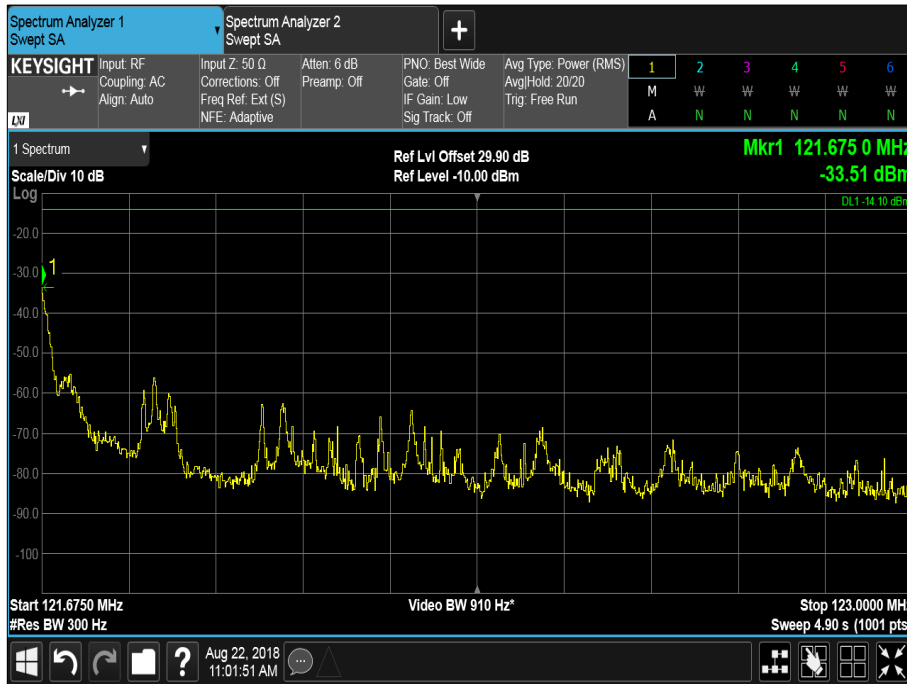 Spectrum Analyzer 1
Swept SA
Spectrum Analyzer 2
Swept SA
KEYSIGHT
LXI
Input: RF
Coupling: AC
Align: Auto
Input Z: 50 Ω
Corrections: Off
Freq Ref: Ext (S)
NFE: Adaptive
Atten: 6 dB
Preamp: Off
PNO: Best Wide
Gate: Off
IF Gain: Low
Sig Track: Off
Avg Type: Power (RMS)
Avg|Hold: 20/20
Trig: Free Run
1 2 3 4 5 6
M W W W W W
A N N N N N
1 Spectrum
Scale/Div 10 dB
Ref Lvl Offset 29.90 dB
Ref Level -10.00 dBm
Mkr1 121.675 0 MHz
-33.51 dBm
Log
DL1 -14.10 dBm
-20.0
1
-30.0
-40.0
-50.0
-60.0
-70.0
-80.0
-90.0
-100
Start 121.6750 MHz
#Res BW 300 Hz
Video BW 910 Hz*
Stop 123.0000 MHz
Sweep 4.90 s (1001 pts)
?
Aug 22, 2018
11:01:51 AM